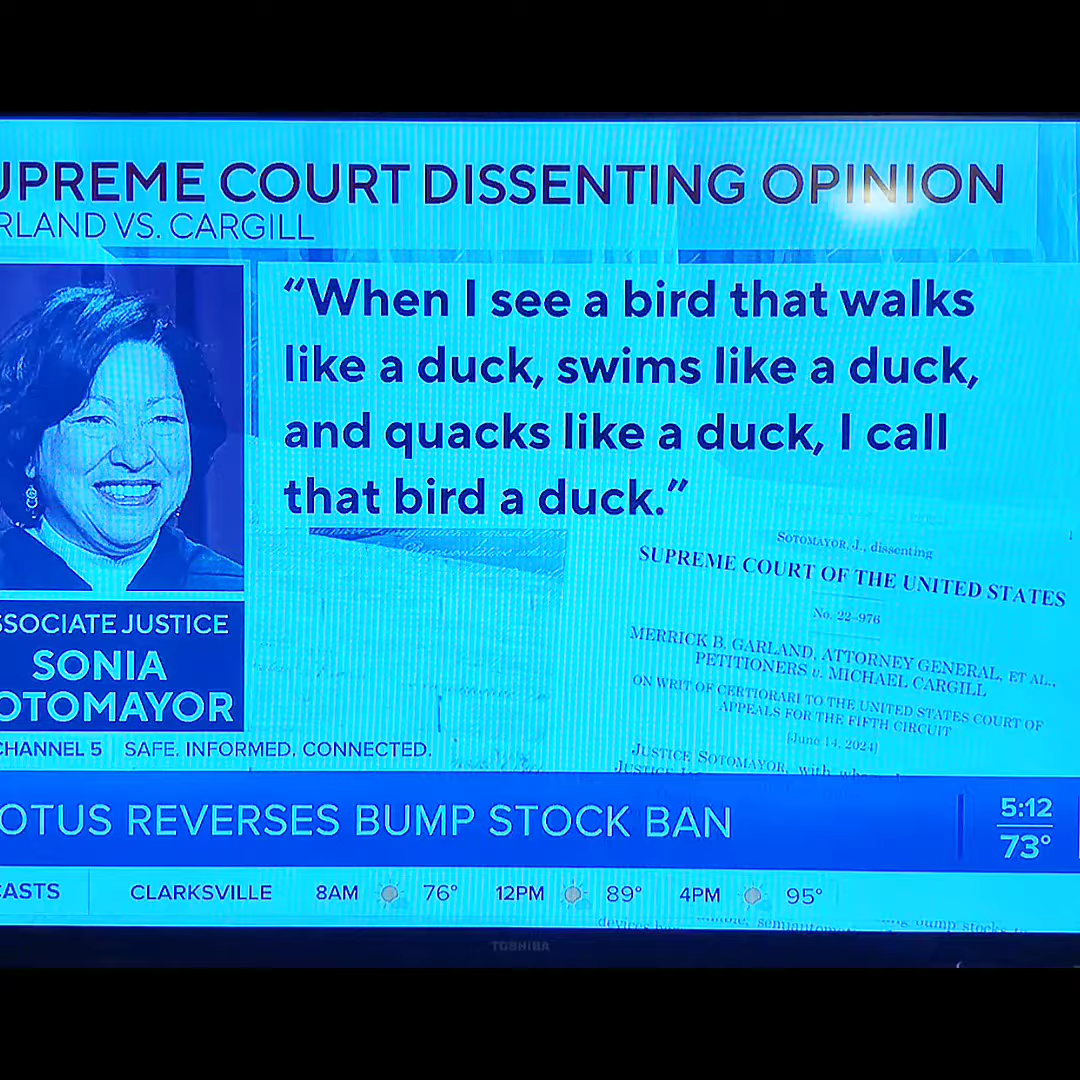 UPREME COURT DISSENTING OPINION
RLAND VS. CARGILL
“When I see a bird that walks
like a duck, swims like a duck,
and quacks like a duck, I call
that bird a duck.”
SOTOMAYOR, J., dissenting
SUPREME COURT OF THE UNITED STATES
No. 22–976
MERRICK B. GARLAND, ATTORNEY GENERAL, ET AL.,
PETITIONERS v. MICHAEL CARGILL
ON WRIT OF CERTIORARI TO THE UNITED STATES COURT OF
APPEALS FOR THE FIFTH CIRCUIT
[June 14, 2024]
JUSTICE SOTOMAYOR, with
SSOCIATE JUSTICE
SONIA
OTOMAYOR
CHANNEL 5 SAFE. INFORMED. CONNECTED.
OTUS REVERSES BUMP STOCK BAN
5:12
73°
CASTS CLARKSVILLE 8AM 76° 12PM 89° 4PM 95°
devices
bump stocks
TOSHIBA